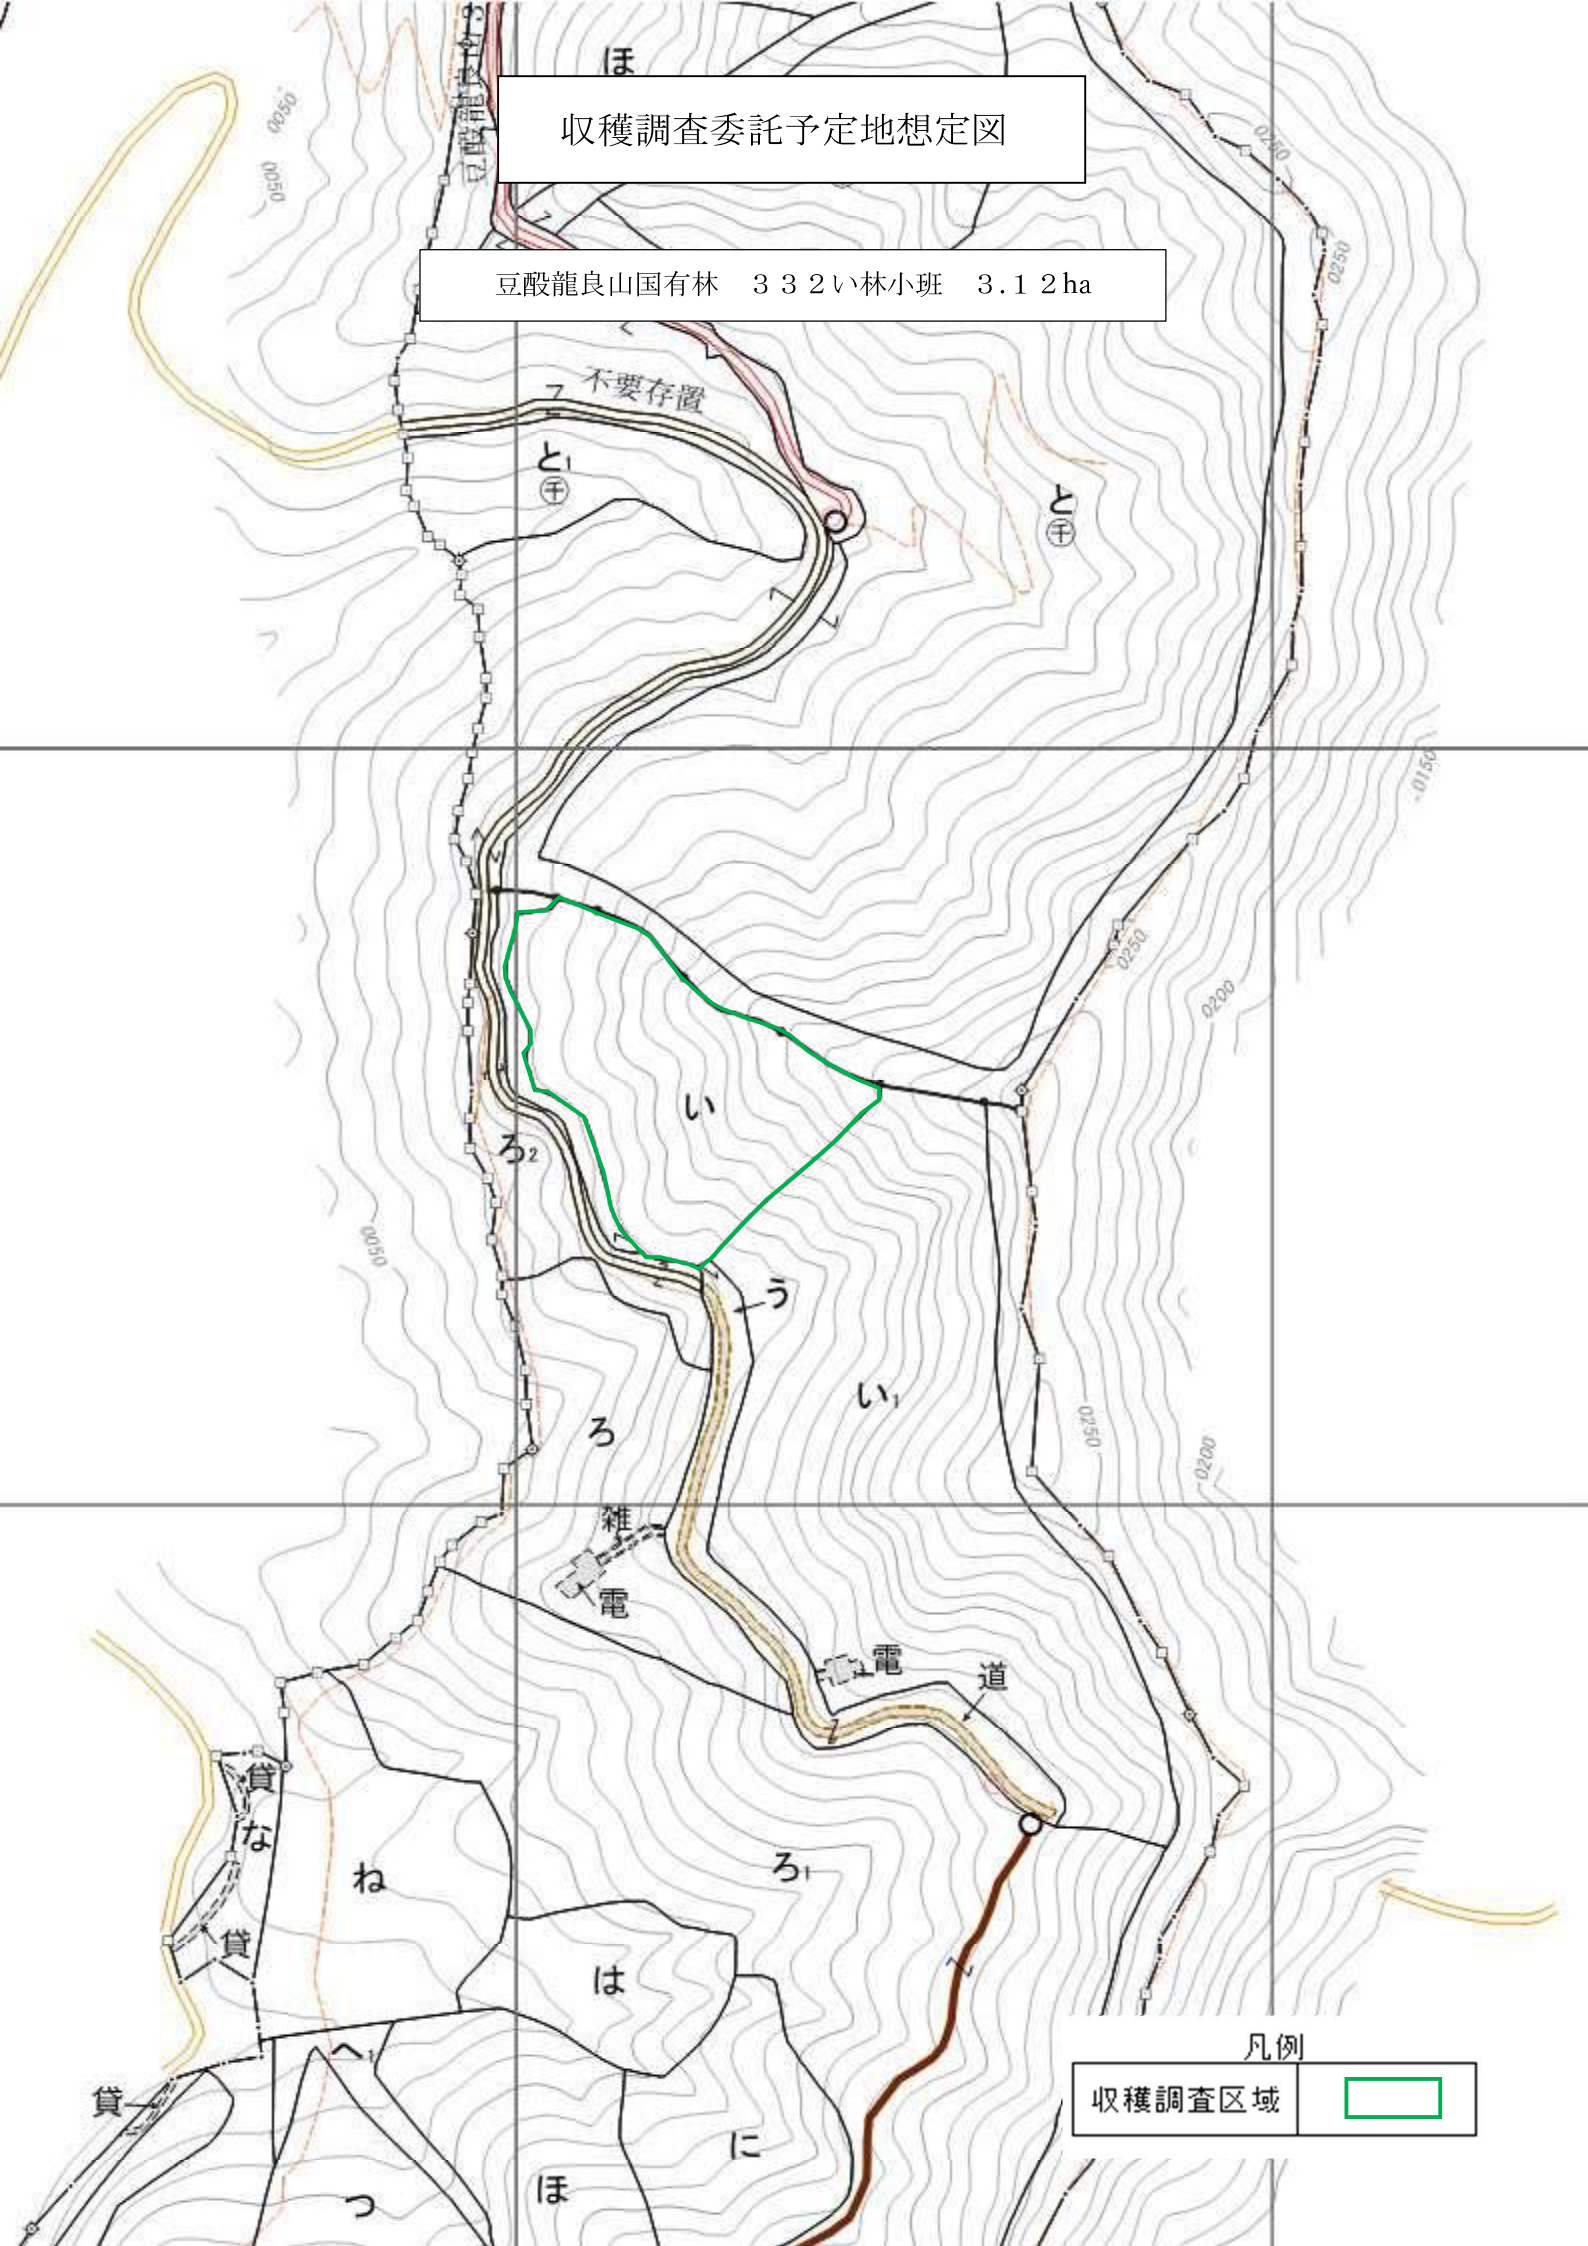 ほ
収穫調査委託予定地想定図
0050
0050
0250
0250
豆酘龍良山国有林　３３２い林小班　３.１２ha
不要存置
と1
㊉
と
0150
0250
0200
い
ろ2
0050
う
い1
ろ
0250
0200
雑
電
電
道
貸
な
ね
ろ1
貸
は
へ1
凡例
収穫調査区域
貸
に
ほ
つ